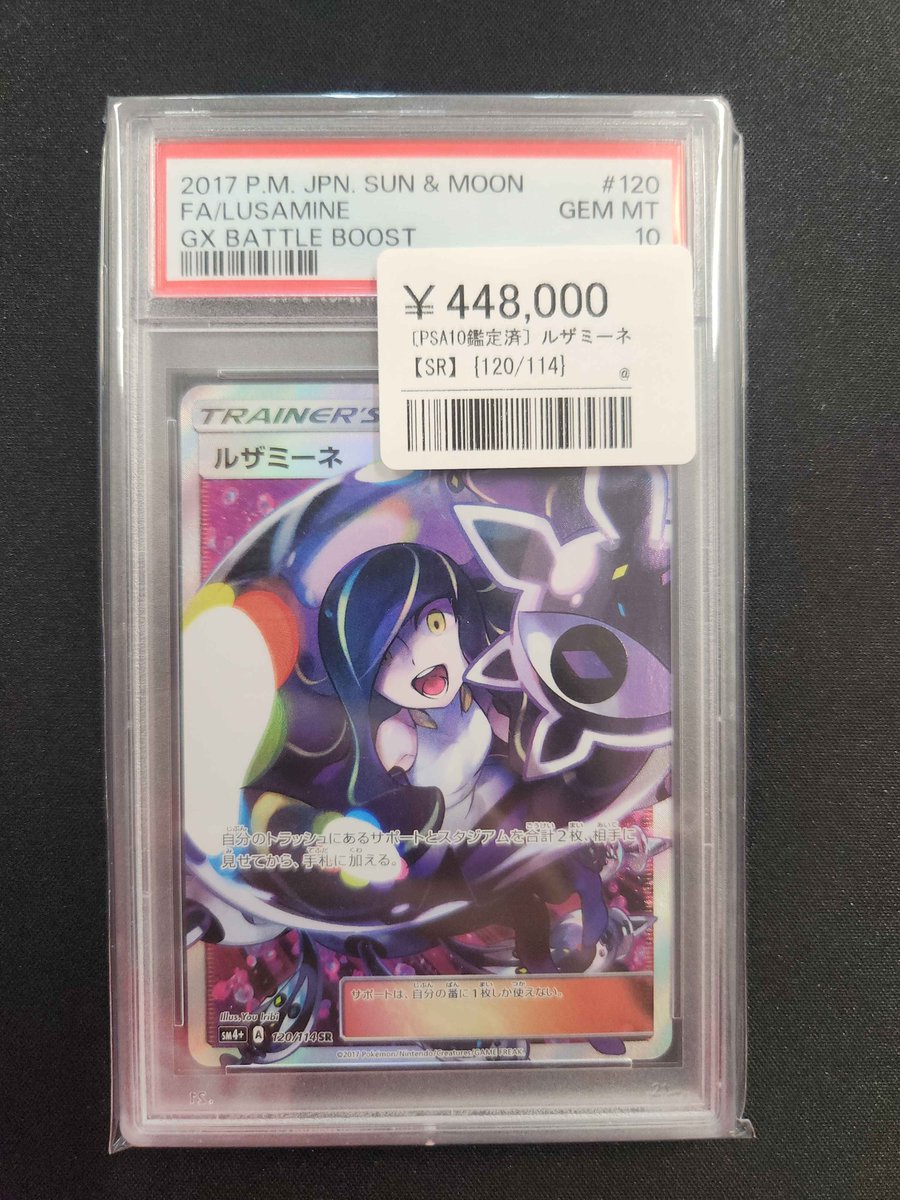 2017 P.M. JPN. SUN & MOON #120
FA/LUSAMINE GEM MT
GX BATTLE BOOST 10
¥ 448,000
〔PSA10鑑定済〕ルザミーネ
【SR】{120/114}
@
TRAINER'S
ルザミーネ
自分のトラッシュにあるサポートとスタジアムを合計2枚、相手に
見せてから、手札に加える。
サポートは、自分の番に1枚しか使えない。
Illus.You Iribi
SM4+ A 120/114 SR
©2017 Pokémon/Nintendo/Creatures/GAME FREAK.